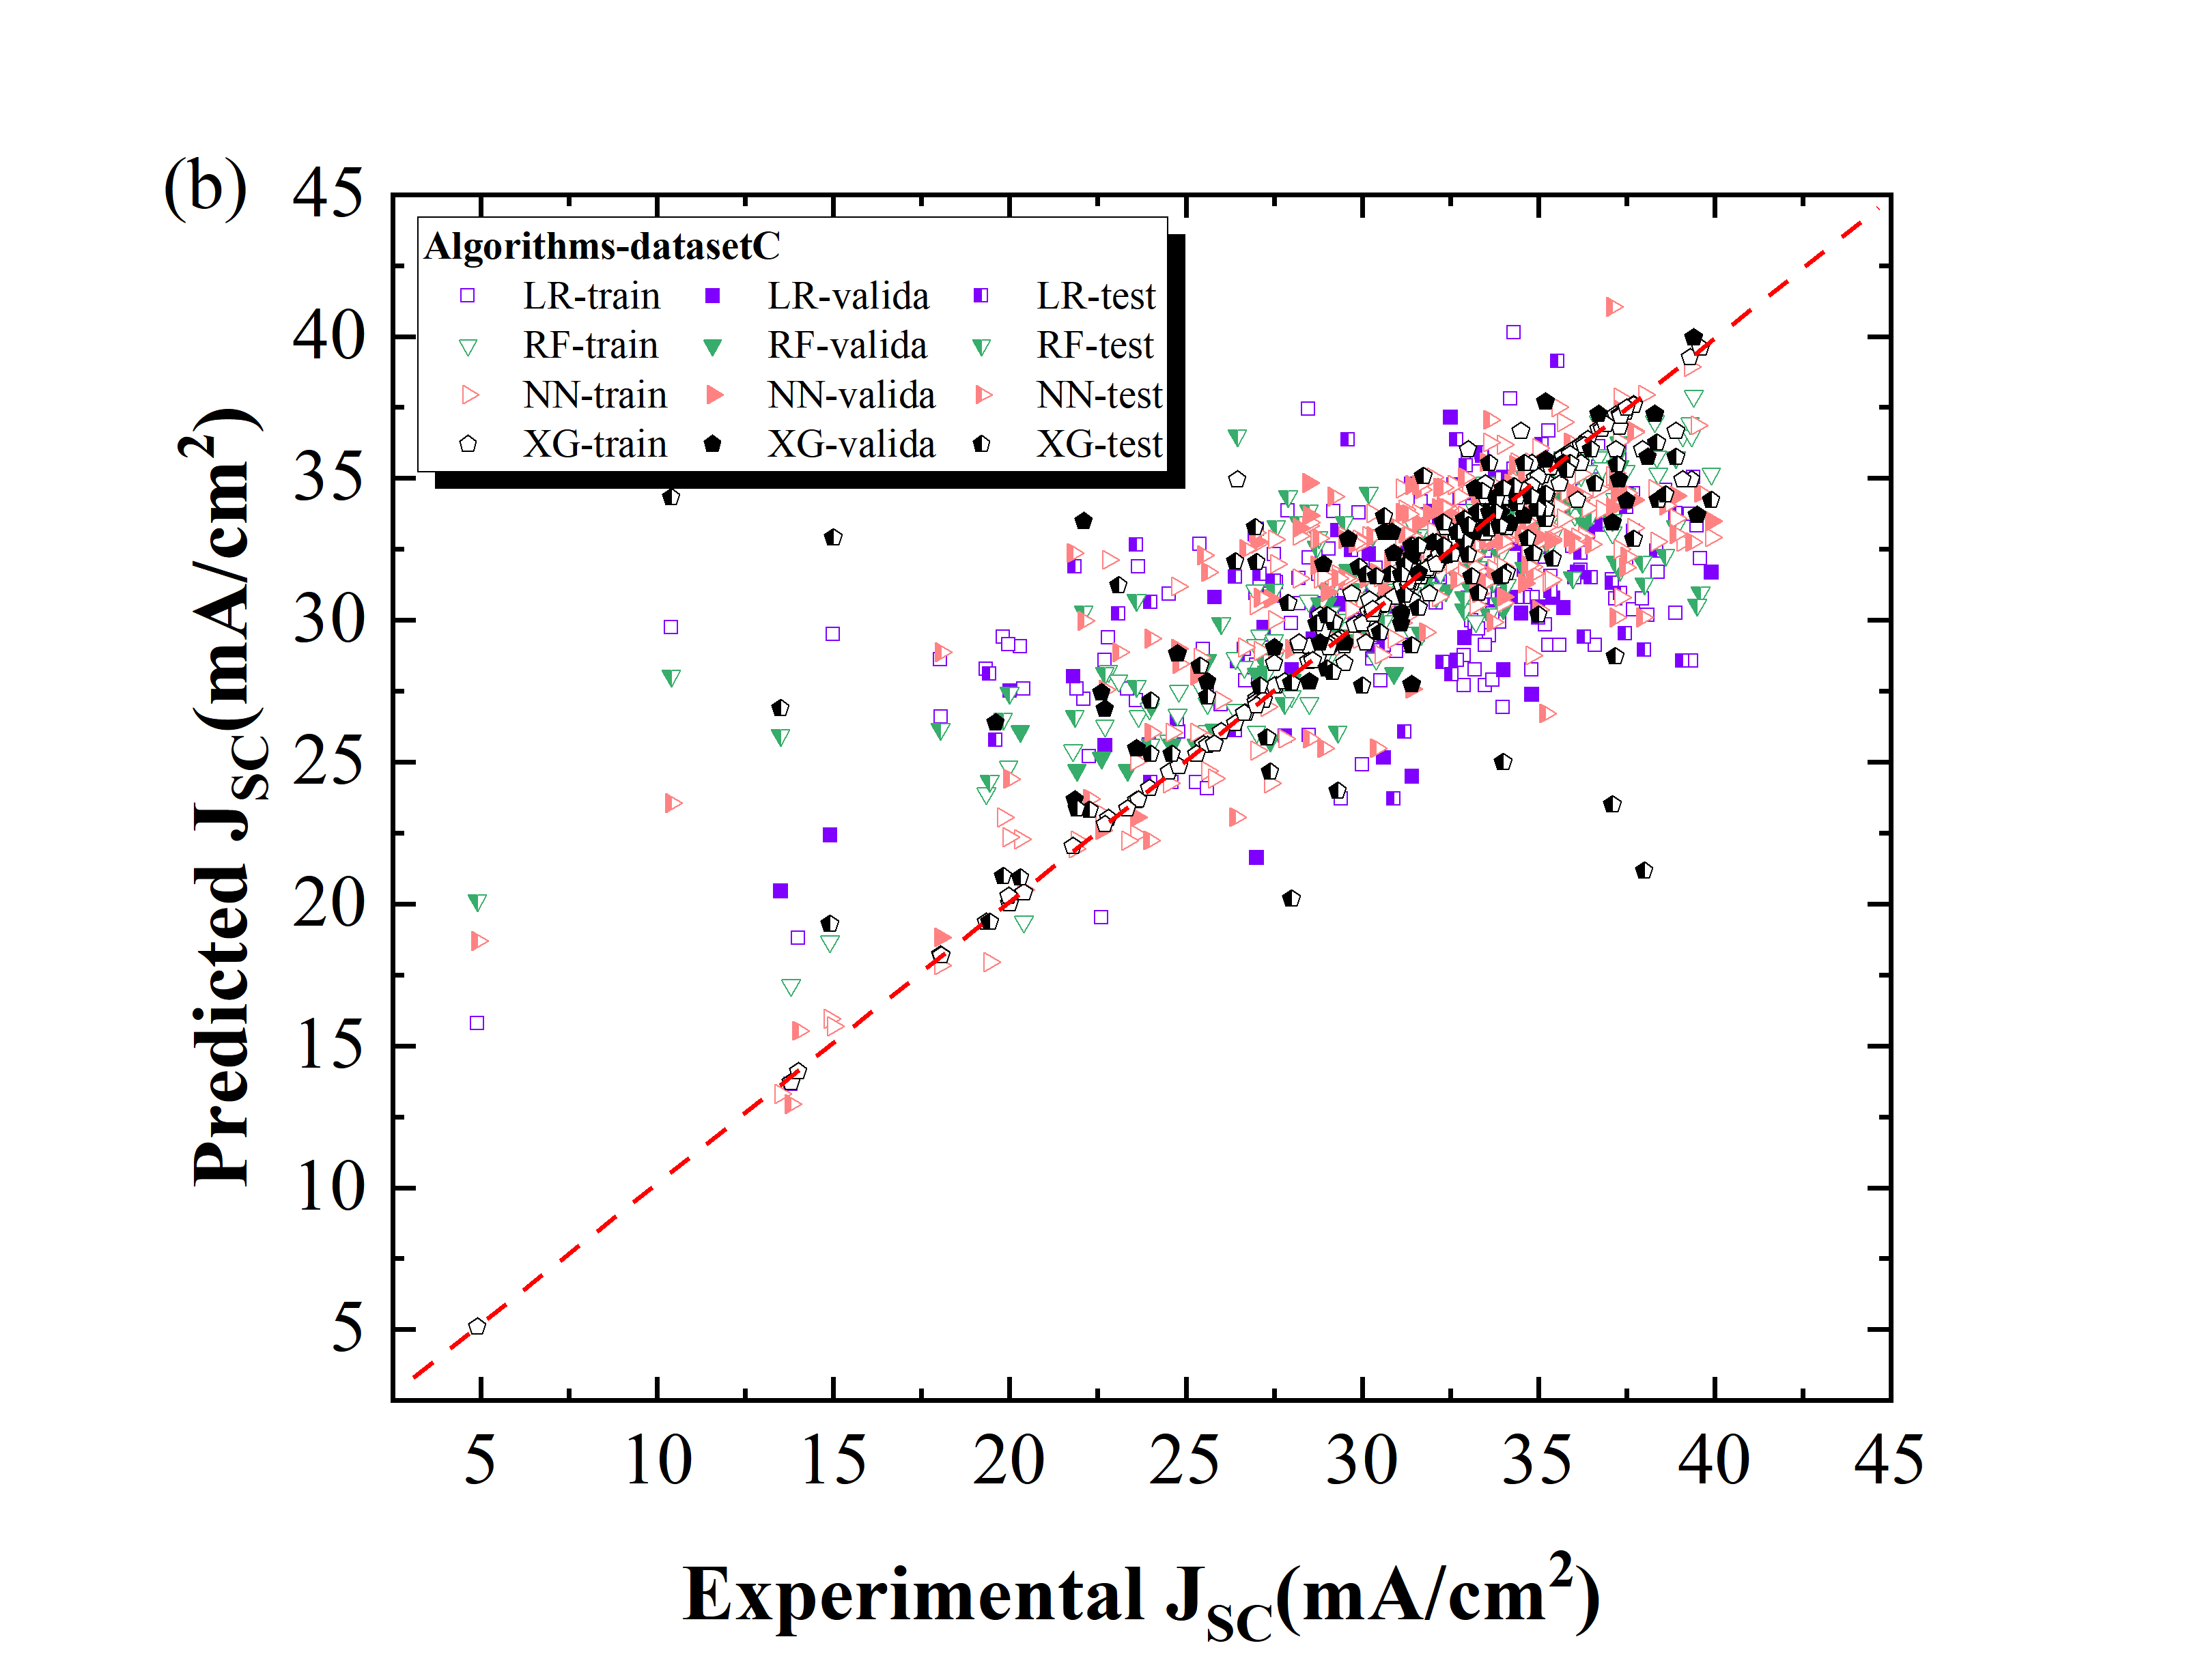 (b)
45
40
35
30
25
20
15
10
5
Predicted J_SC(mA/cm²)
Algorithms-datasetC
LR-train LR-valida LR-test
RF-train RF-valida RF-test
NN-train NN-valida NN-test
XG-train XG-valida XG-test
5 10 15 20 25 30 35 40 45
Experimental J_SC(mA/cm²)